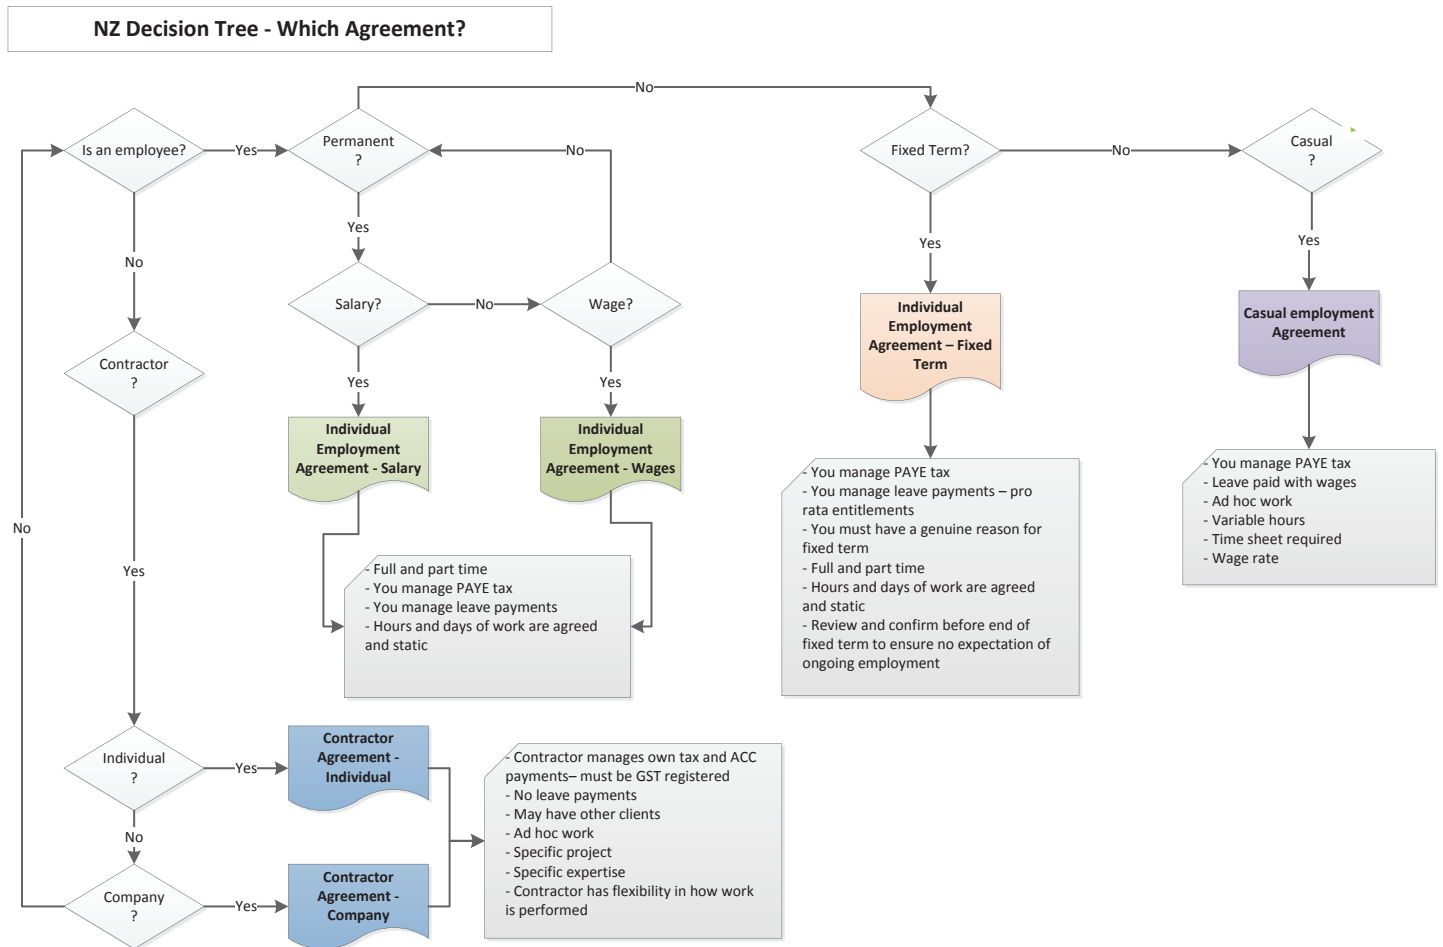 NZ Decision Tree - Which Agreement?
No
Is an employee?
Yes
Permanent
?
No
Fixed Term?
No
Casual
?
Yes
Yes
Yes
No
Salary?
No
Wage?
Individual
Employment
Agreement – Fixed
Term
Casual employment
Agreement
Contractor
?
Yes
Yes
Individual
Employment
Agreement - Salary
Individual
Employment
Agreement - Wages
- You manage PAYE tax
- You manage leave payments – pro
rata entitlements
- You must have a genuine reason for
fixed term
- Full and part time
- Hours and days of work are agreed
and static
- Review and confirm before end of
fixed term to ensure no expectation of
ongoing employment
- You manage PAYE tax
- Leave paid with wages
- Ad hoc work
- Variable hours
- Time sheet required
- Wage rate
No
Yes
- Full and part time
- You manage PAYE tax
- You manage leave payments
- Hours and days of work are agreed
and static
Individual
?
Yes
Contractor
Agreement -
Individual
- Contractor manages own tax and ACC
payments– must be GST registered
- No leave payments
- May have other clients
- Ad hoc work
- Specific project
- Specific expertise
- Contractor has flexibility in how work
is performed
No
Company
?
Yes
Contractor
Agreement -
Company